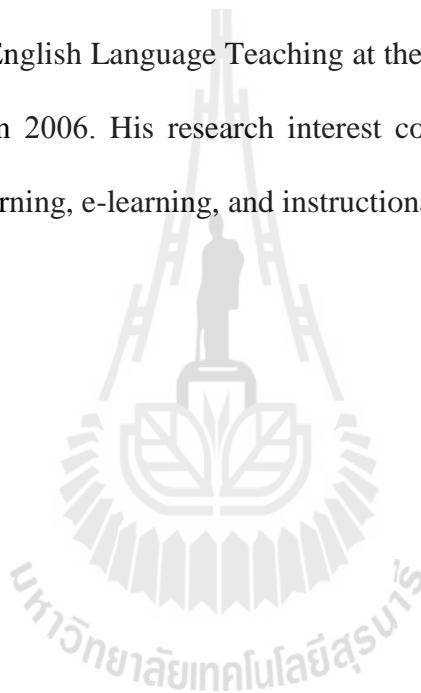 English Language Teaching at the
n 2006. His research interest co
rning, e-learning, and instructiona
มหาวิทยาลัยเทคโนโลยีสุรนารี